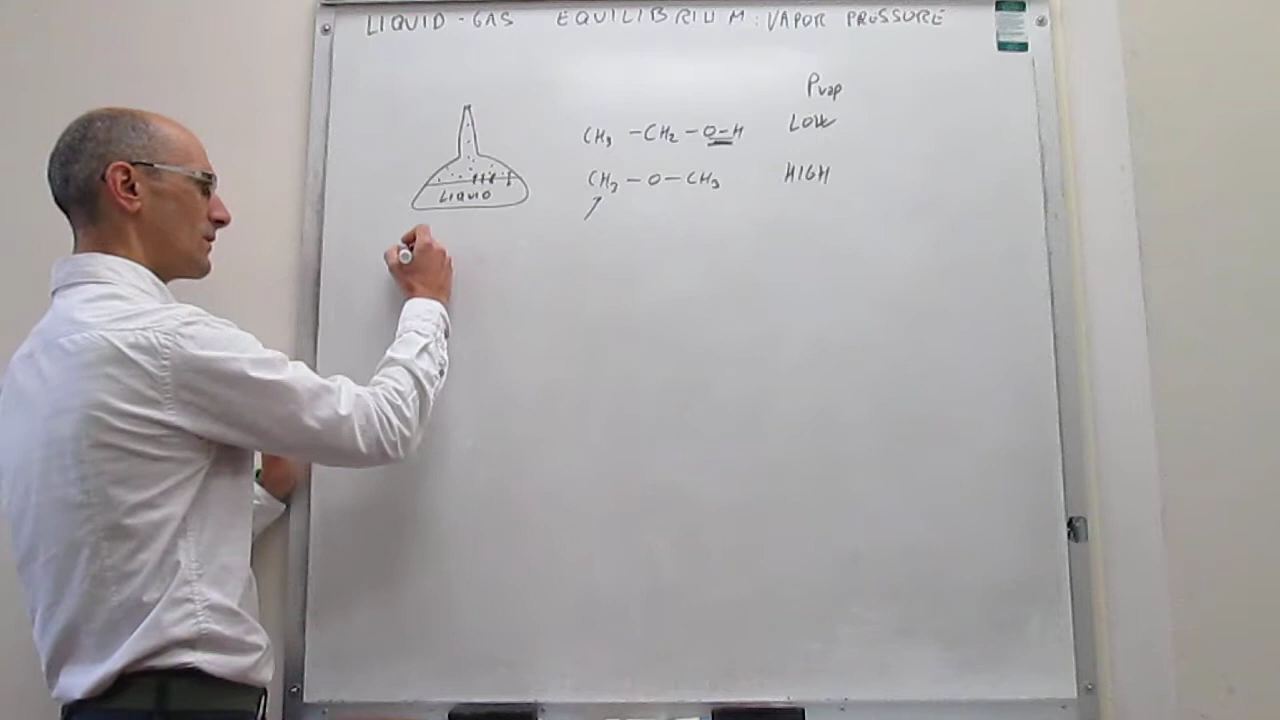 LIQUID - GAS EQUILIBRIUM : VAPOR PRESSURE
Pvap
CH3 - CH2 - O-H LOW
CH3 - O - CH3 HIGH
LIQUID